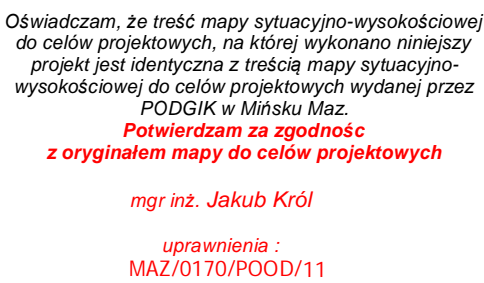 Oświadczam, że treść mapy sytuacyjno-wysokościowej
do celów projektowych, na której wykonano niniejszy
projekt jest identyczna z treścią mapy sytuacyjno-
wysokościowej do celów projektowych wydanej przez
PODGIK w Mińsku Maz.
Potwierdzam za zgodnośc
z oryginałem mapy do celów projektowych
mgr inż. Jakub Król
uprawnienia :
MAZ/0170/POOD/11